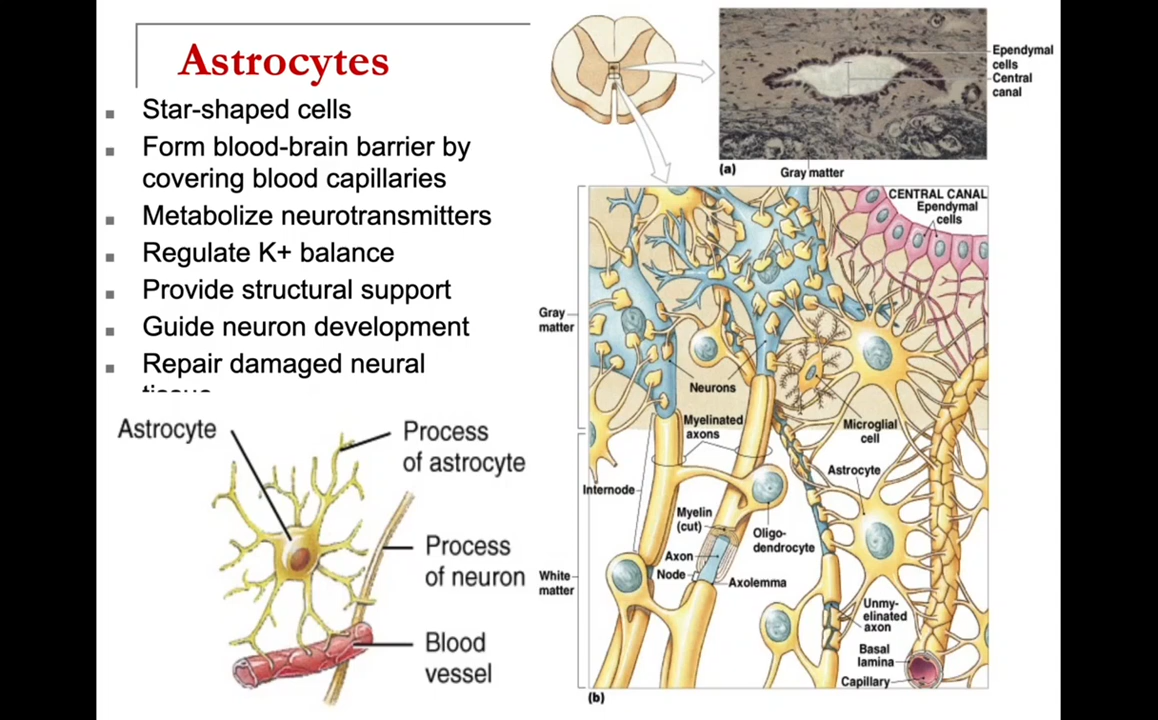 Astrocytes
Star-shaped cells
Form blood-brain barrier by
covering blood capillaries
Metabolize neurotransmitters
Regulate K+ balance
Provide structural support
Guide neuron development
Repair damaged neural
Astrocyte
Process
of astrocyte
Process
of neuron
Blood
vessel
Ependymal
cells
Central
canal
(a)
Gray matter
CENTRAL CANAL
Ependymal
cells
Gray
matter
Neurons
Myelinated
axons
Microglial
cell
Internode
Astrocyte
Myelin
(cut)
Oligo-
dendrocyte
Axon
Node
Axolemma
White
matter
Unmy-
elinated
axon
Basal
lamina
Capillary
(b)